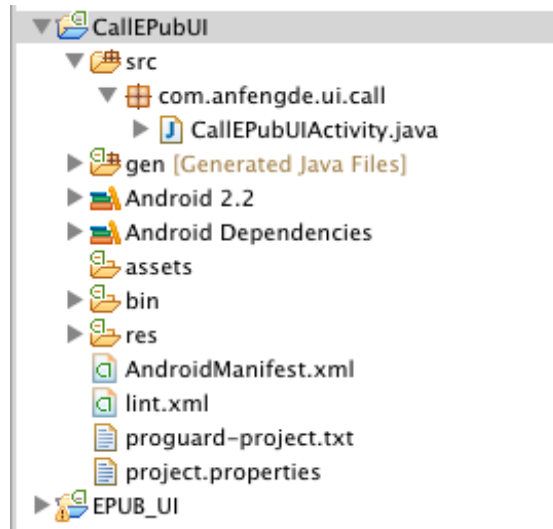 CallEPubUI
src
com.anfengde.ui.call
CallEPubUIActivity.java
gen [Generated Java Files]
Android 2.2
Android Dependencies
assets
bin
res
AndroidManifest.xml
lint.xml
proguard-project.txt
project.properties
EPUB_UI